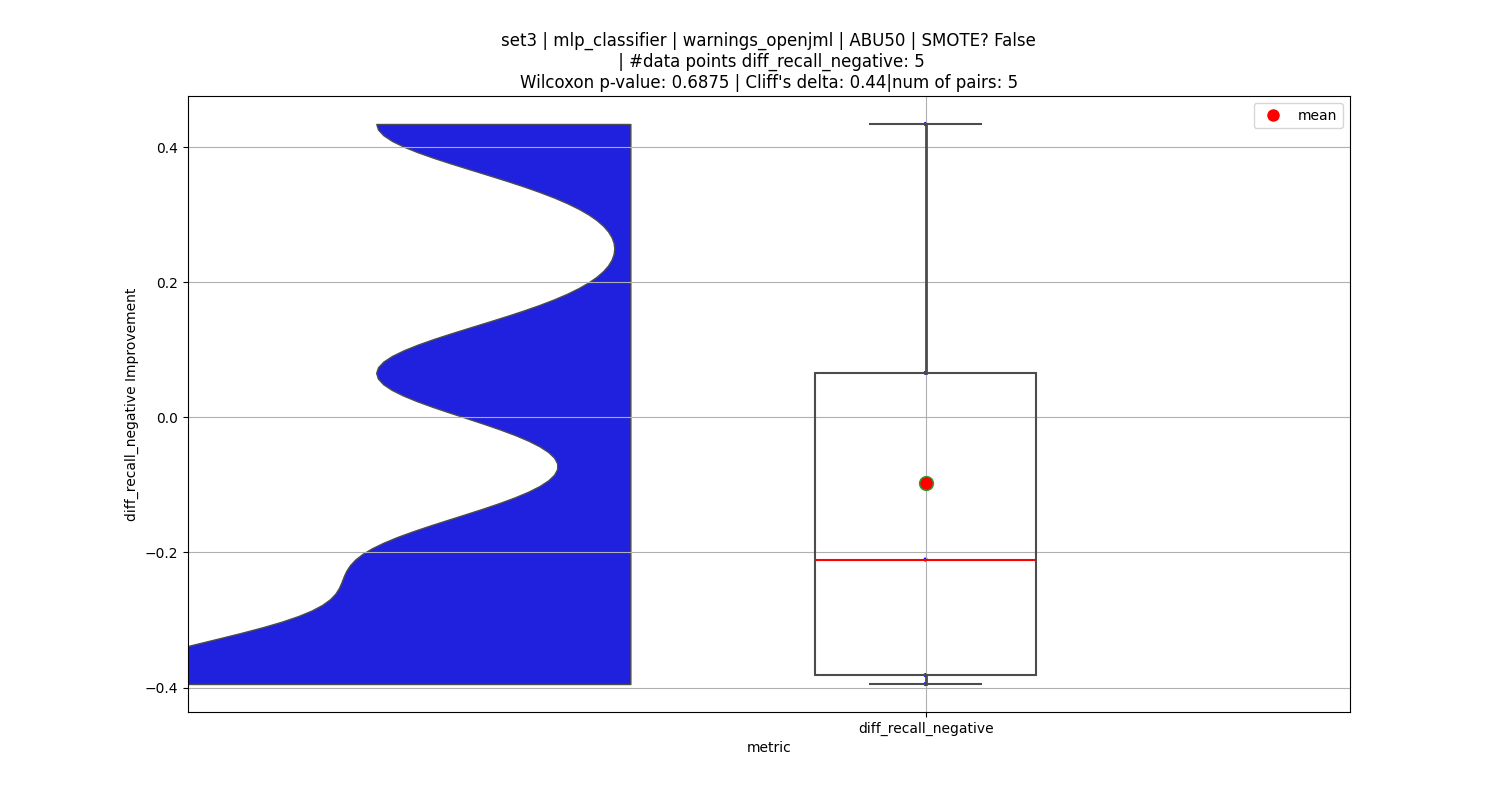 set3 | mlp_classifier | warnings_openjml | ABU50 | SMOTE? False
| #data points diff_recall_negative: 5
Wilcoxon p-value: 0.6875 | Cliff's delta: 0.44|num of pairs: 5
mean
0.4
0.2
0.0
−0.2
−0.4
diff_recall_negative Improvement
diff_recall_negative
metric